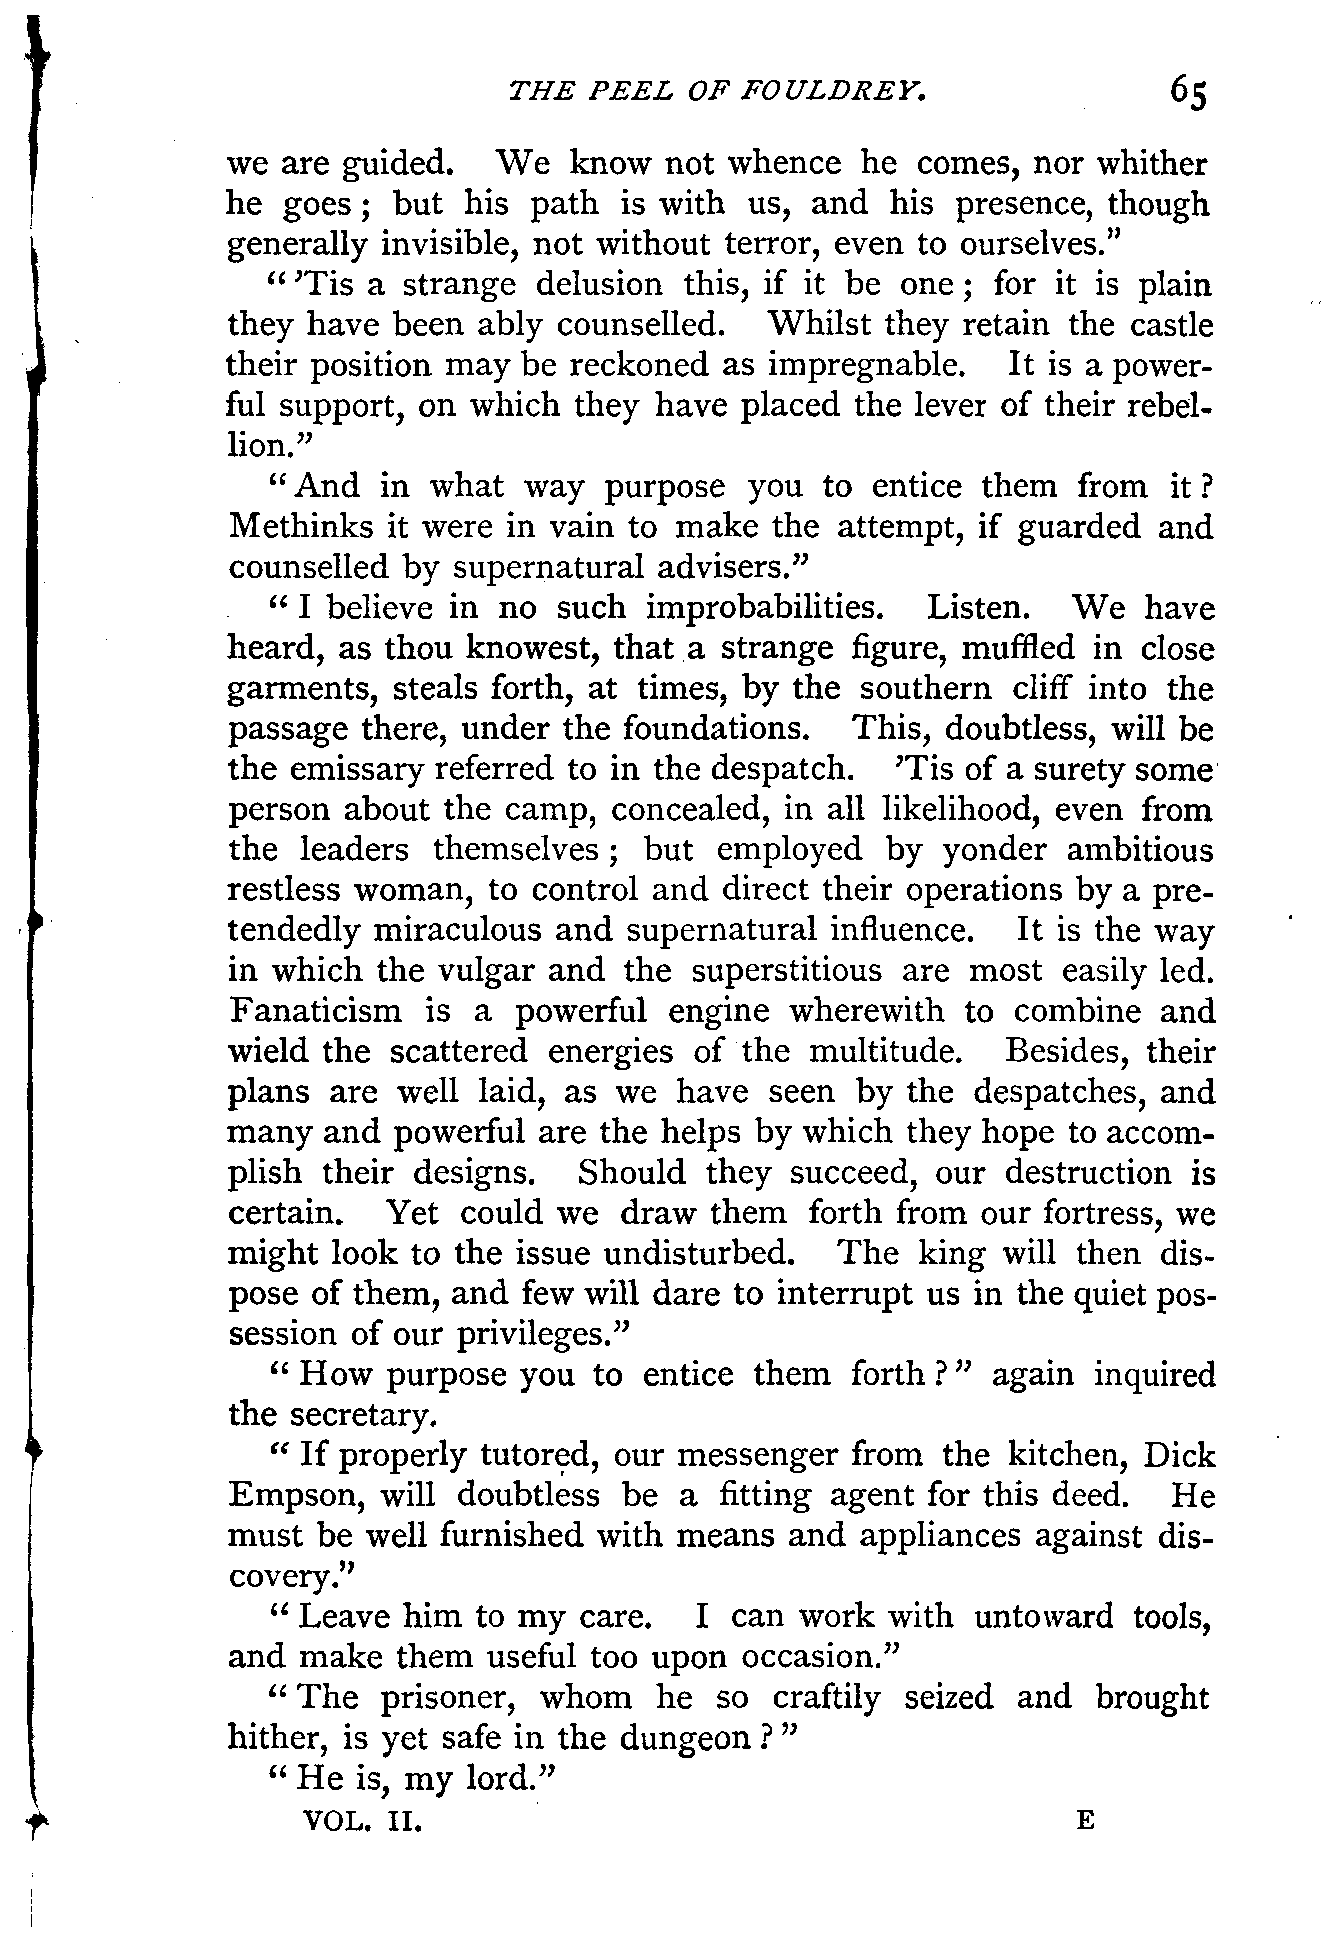 THE PEEL OF FOULDREY. 65
we are guided. We know not whence he comes, nor whither
he goes ; but his path is with us, and his presence, though
generally invisible, not without terror, even to ourselves.”
“ ’Tis a strange delusion this, if it be one ; for it is plain
they have been ably counselled. Whilst they retain the castle
their position may be reckoned as impregnable. It is a power-
ful support, on which they have placed the lever of their rebel-
lion.”
“ And in what way purpose you to entice them from it ?
Methinks it were in vain to make the attempt, if guarded and
counselled by supernatural advisers.”
“ I believe in no such improbabilities. Listen. We have
heard, as thou knowest, that a strange figure, muffled in close
garments, steals forth, at times, by the southern cliff into the
passage there, under the foundations. This, doubtless, will be
the emissary referred to in the despatch. ’Tis of a surety some
person about the camp, concealed, in all likelihood, even from
the leaders themselves ; but employed by yonder ambitious
restless woman, to control and direct their operations by a pre-
tendedly miraculous and supernatural influence. It is the way
in which the vulgar and the superstitious are most easily led.
Fanaticism is a powerful engine wherewith to combine and
wield the scattered energies of the multitude. Besides, their
plans are well laid, as we have seen by the despatches, and
many and powerful are the helps by which they hope to accom-
plish their designs. Should they succeed, our destruction is
certain. Yet could we draw them forth from our fortress, we
might look to the issue undisturbed. The king will then dis-
pose of them, and few will dare to interrupt us in the quiet pos-
session of our privileges.”
“ How purpose you to entice them forth ? ” again inquired
the secretary.
“ If properly tutored, our messenger from the kitchen, Dick
Empson, will doubtless be a fitting agent for this deed. He
must be well furnished with means and appliances against dis-
covery.”
“ Leave him to my care. I can work with untoward tools,
and make them useful too upon occasion.”
“ The prisoner, whom he so craftily seized and brought
hither, is yet safe in the dungeon ? ”
“ He is, my lord.”
VOL. II. E